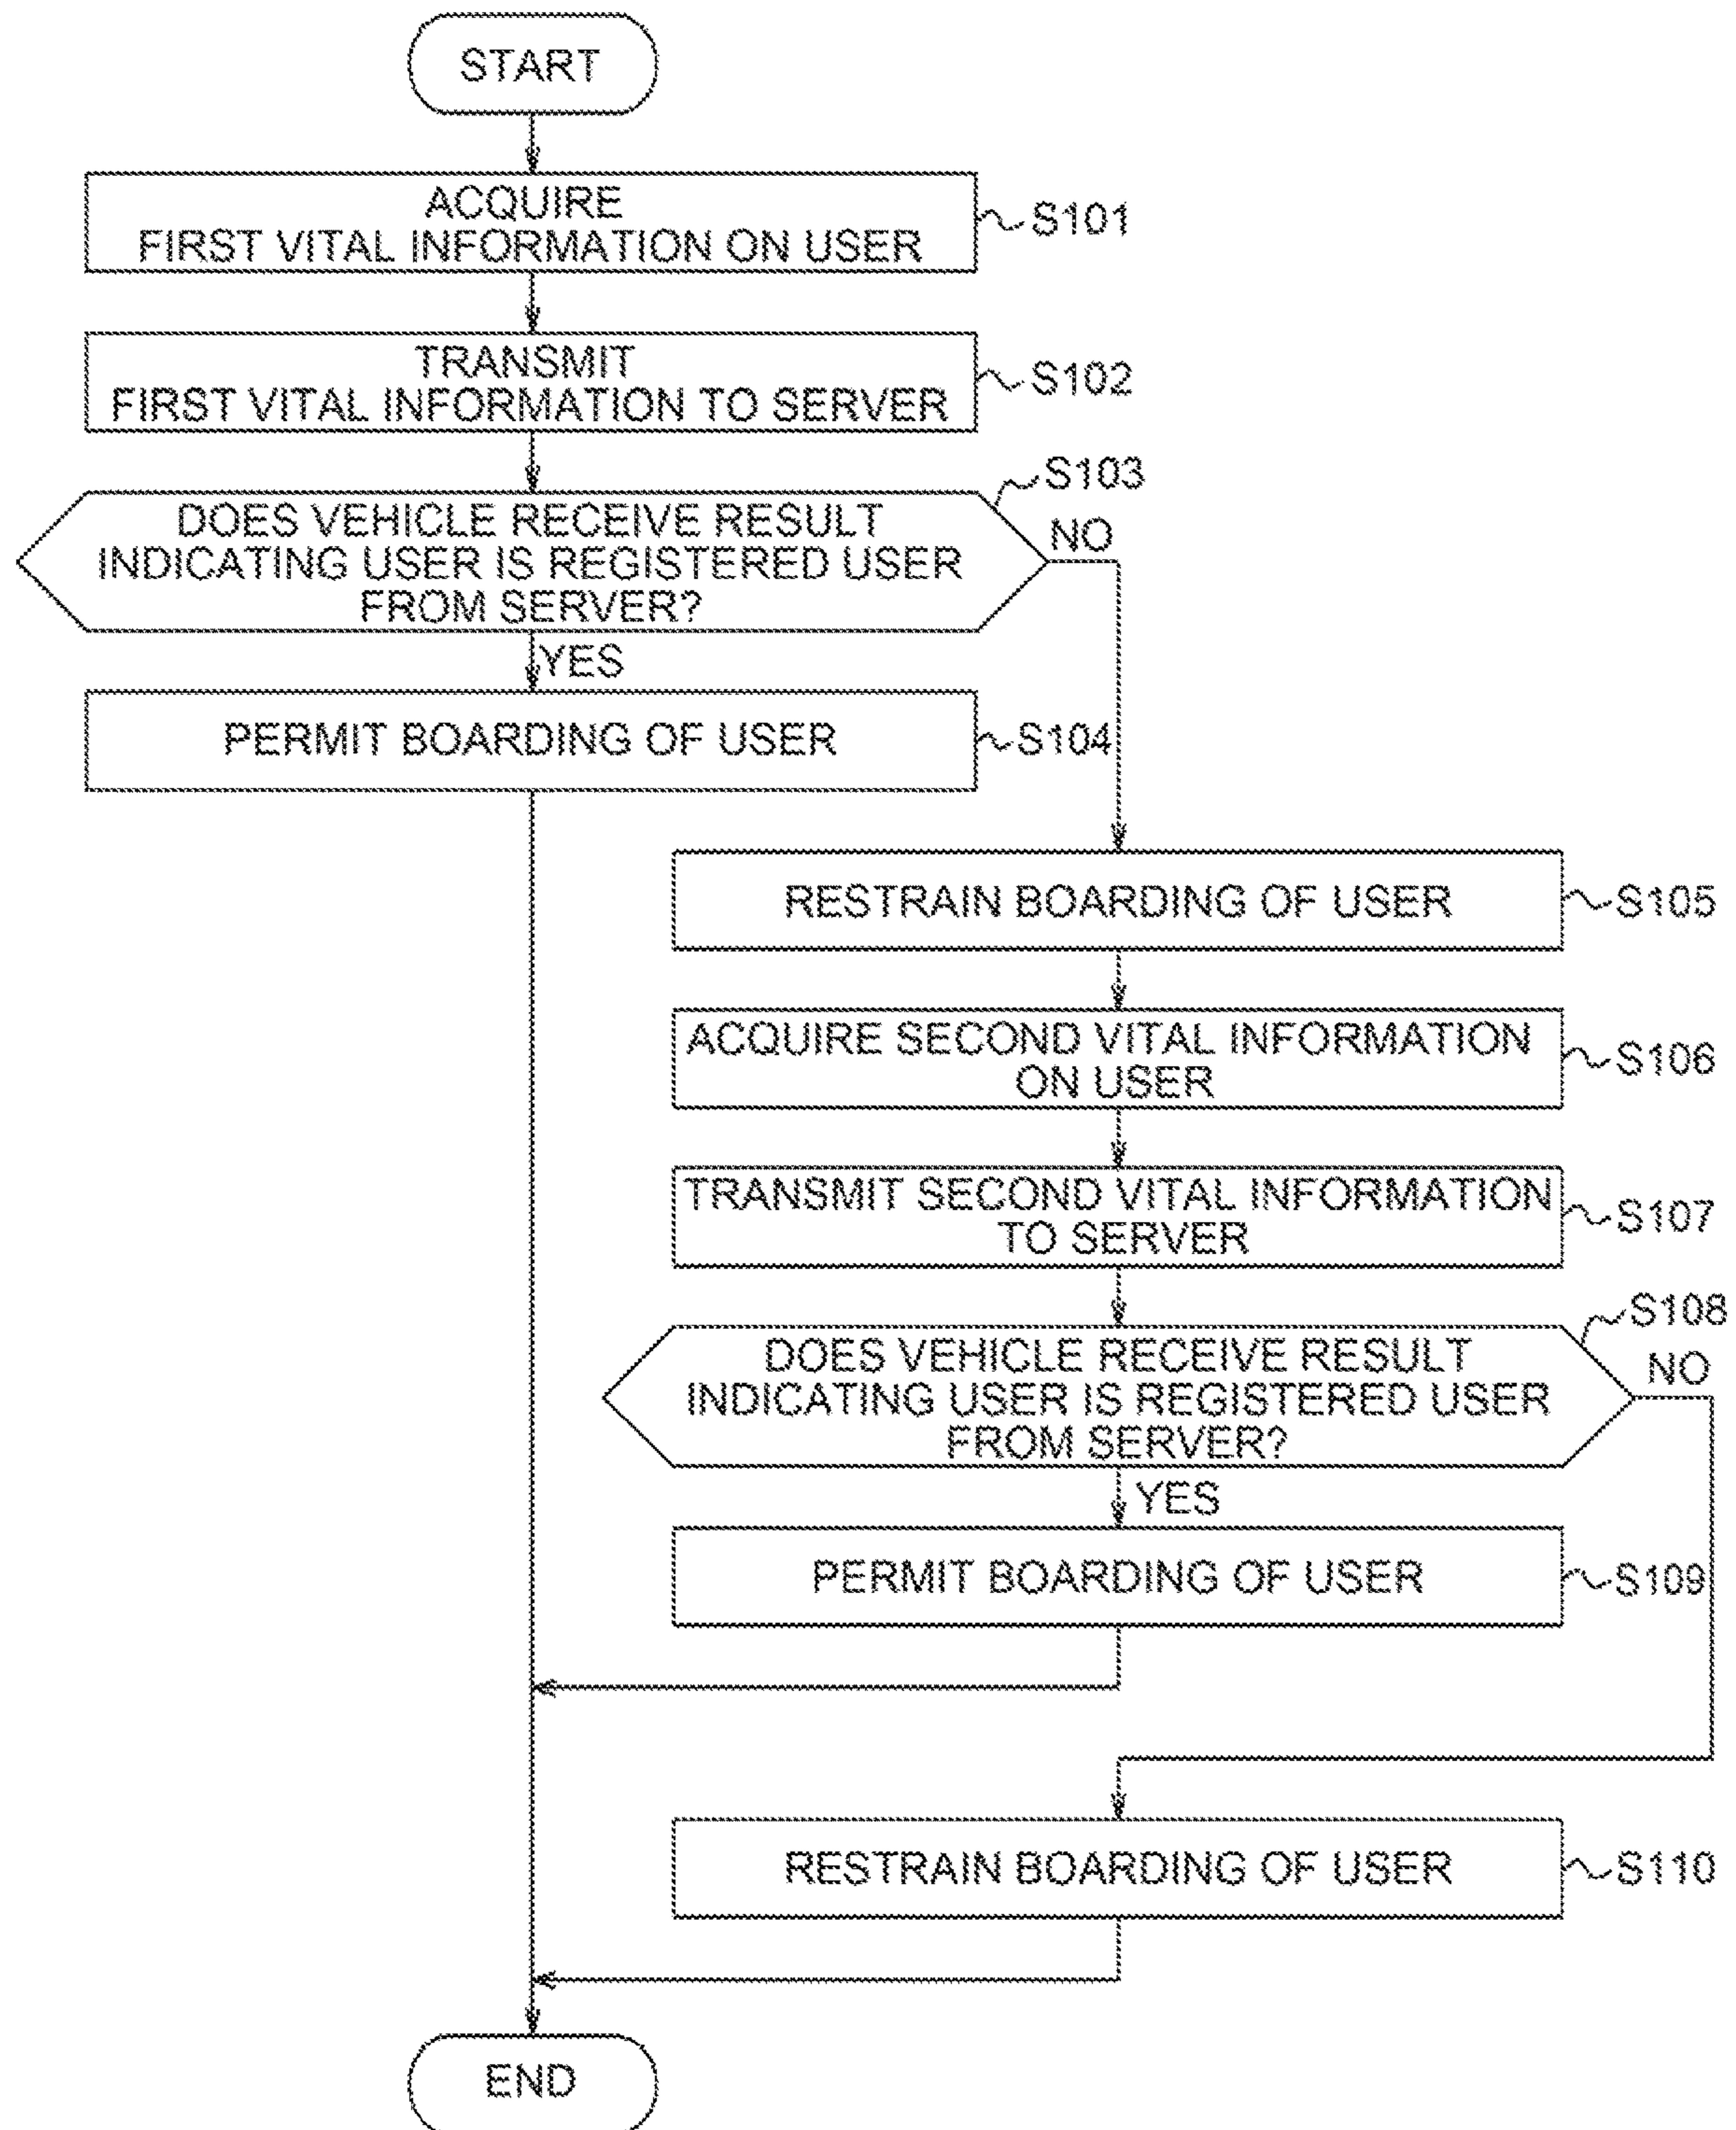 START
ACQUIRE
FIRST VITAL INFORMATION ON USER
S101
TRANSMIT
FIRST VITAL INFORMATION TO SERVER
S102
S103
DOES VEHICLE RECEIVE RESULT
INDICATING USER IS REGISTERED USER
FROM SERVER?
NO
YES
PERMIT BOARDING OF USER
S104
RESTRAIN BOARDING OF USER
S105
ACQUIRE SECOND VITAL INFORMATION
ON USER
S106
TRANSMIT SECOND VITAL INFORMATION
TO SERVER
S107
S108
DOES VEHICLE RECEIVE RESULT
INDICATING USER IS REGISTERED USER
FROM SERVER?
NO
YES
PERMIT BOARDING OF USER
S109
RESTRAIN BOARDING OF USER
S110
END